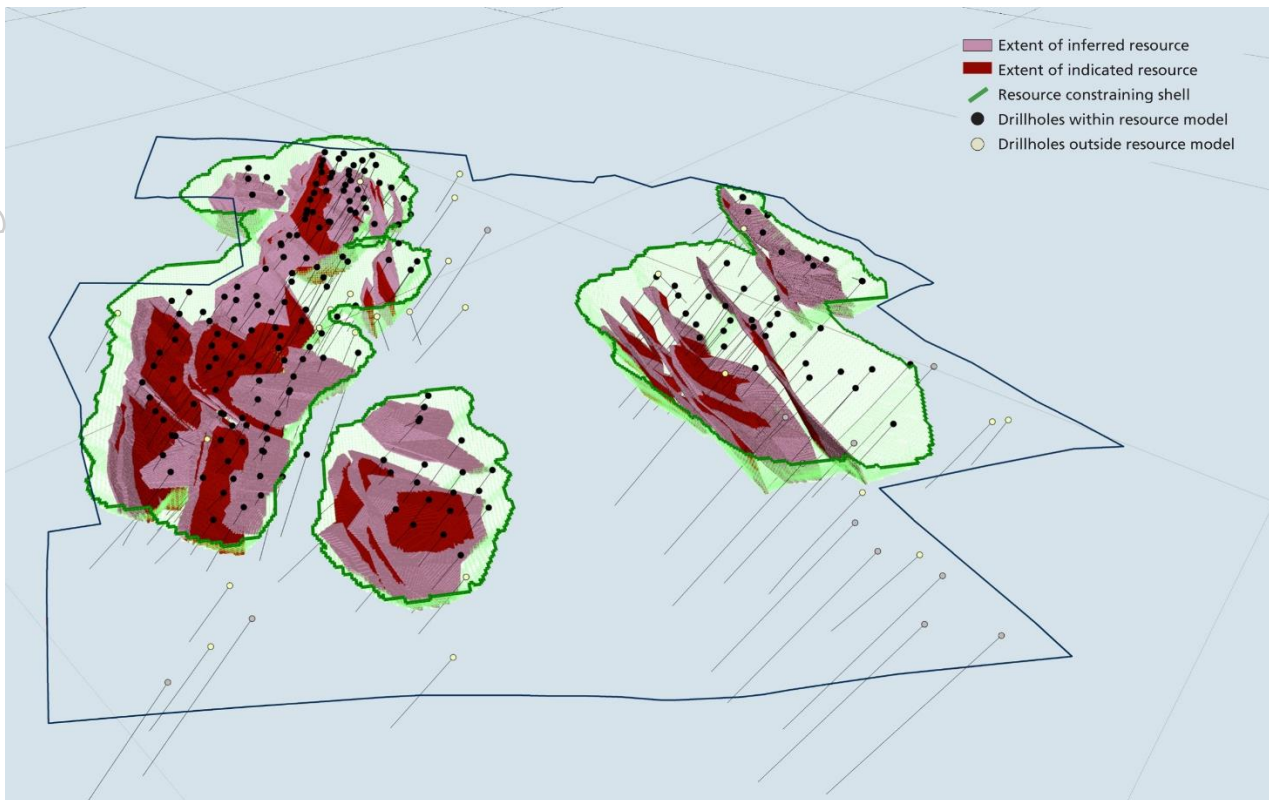 Extent of inferred resource
Extent of indicated resource
Resource constraining shell
Drillholes within resource model
Drillholes outside resource model